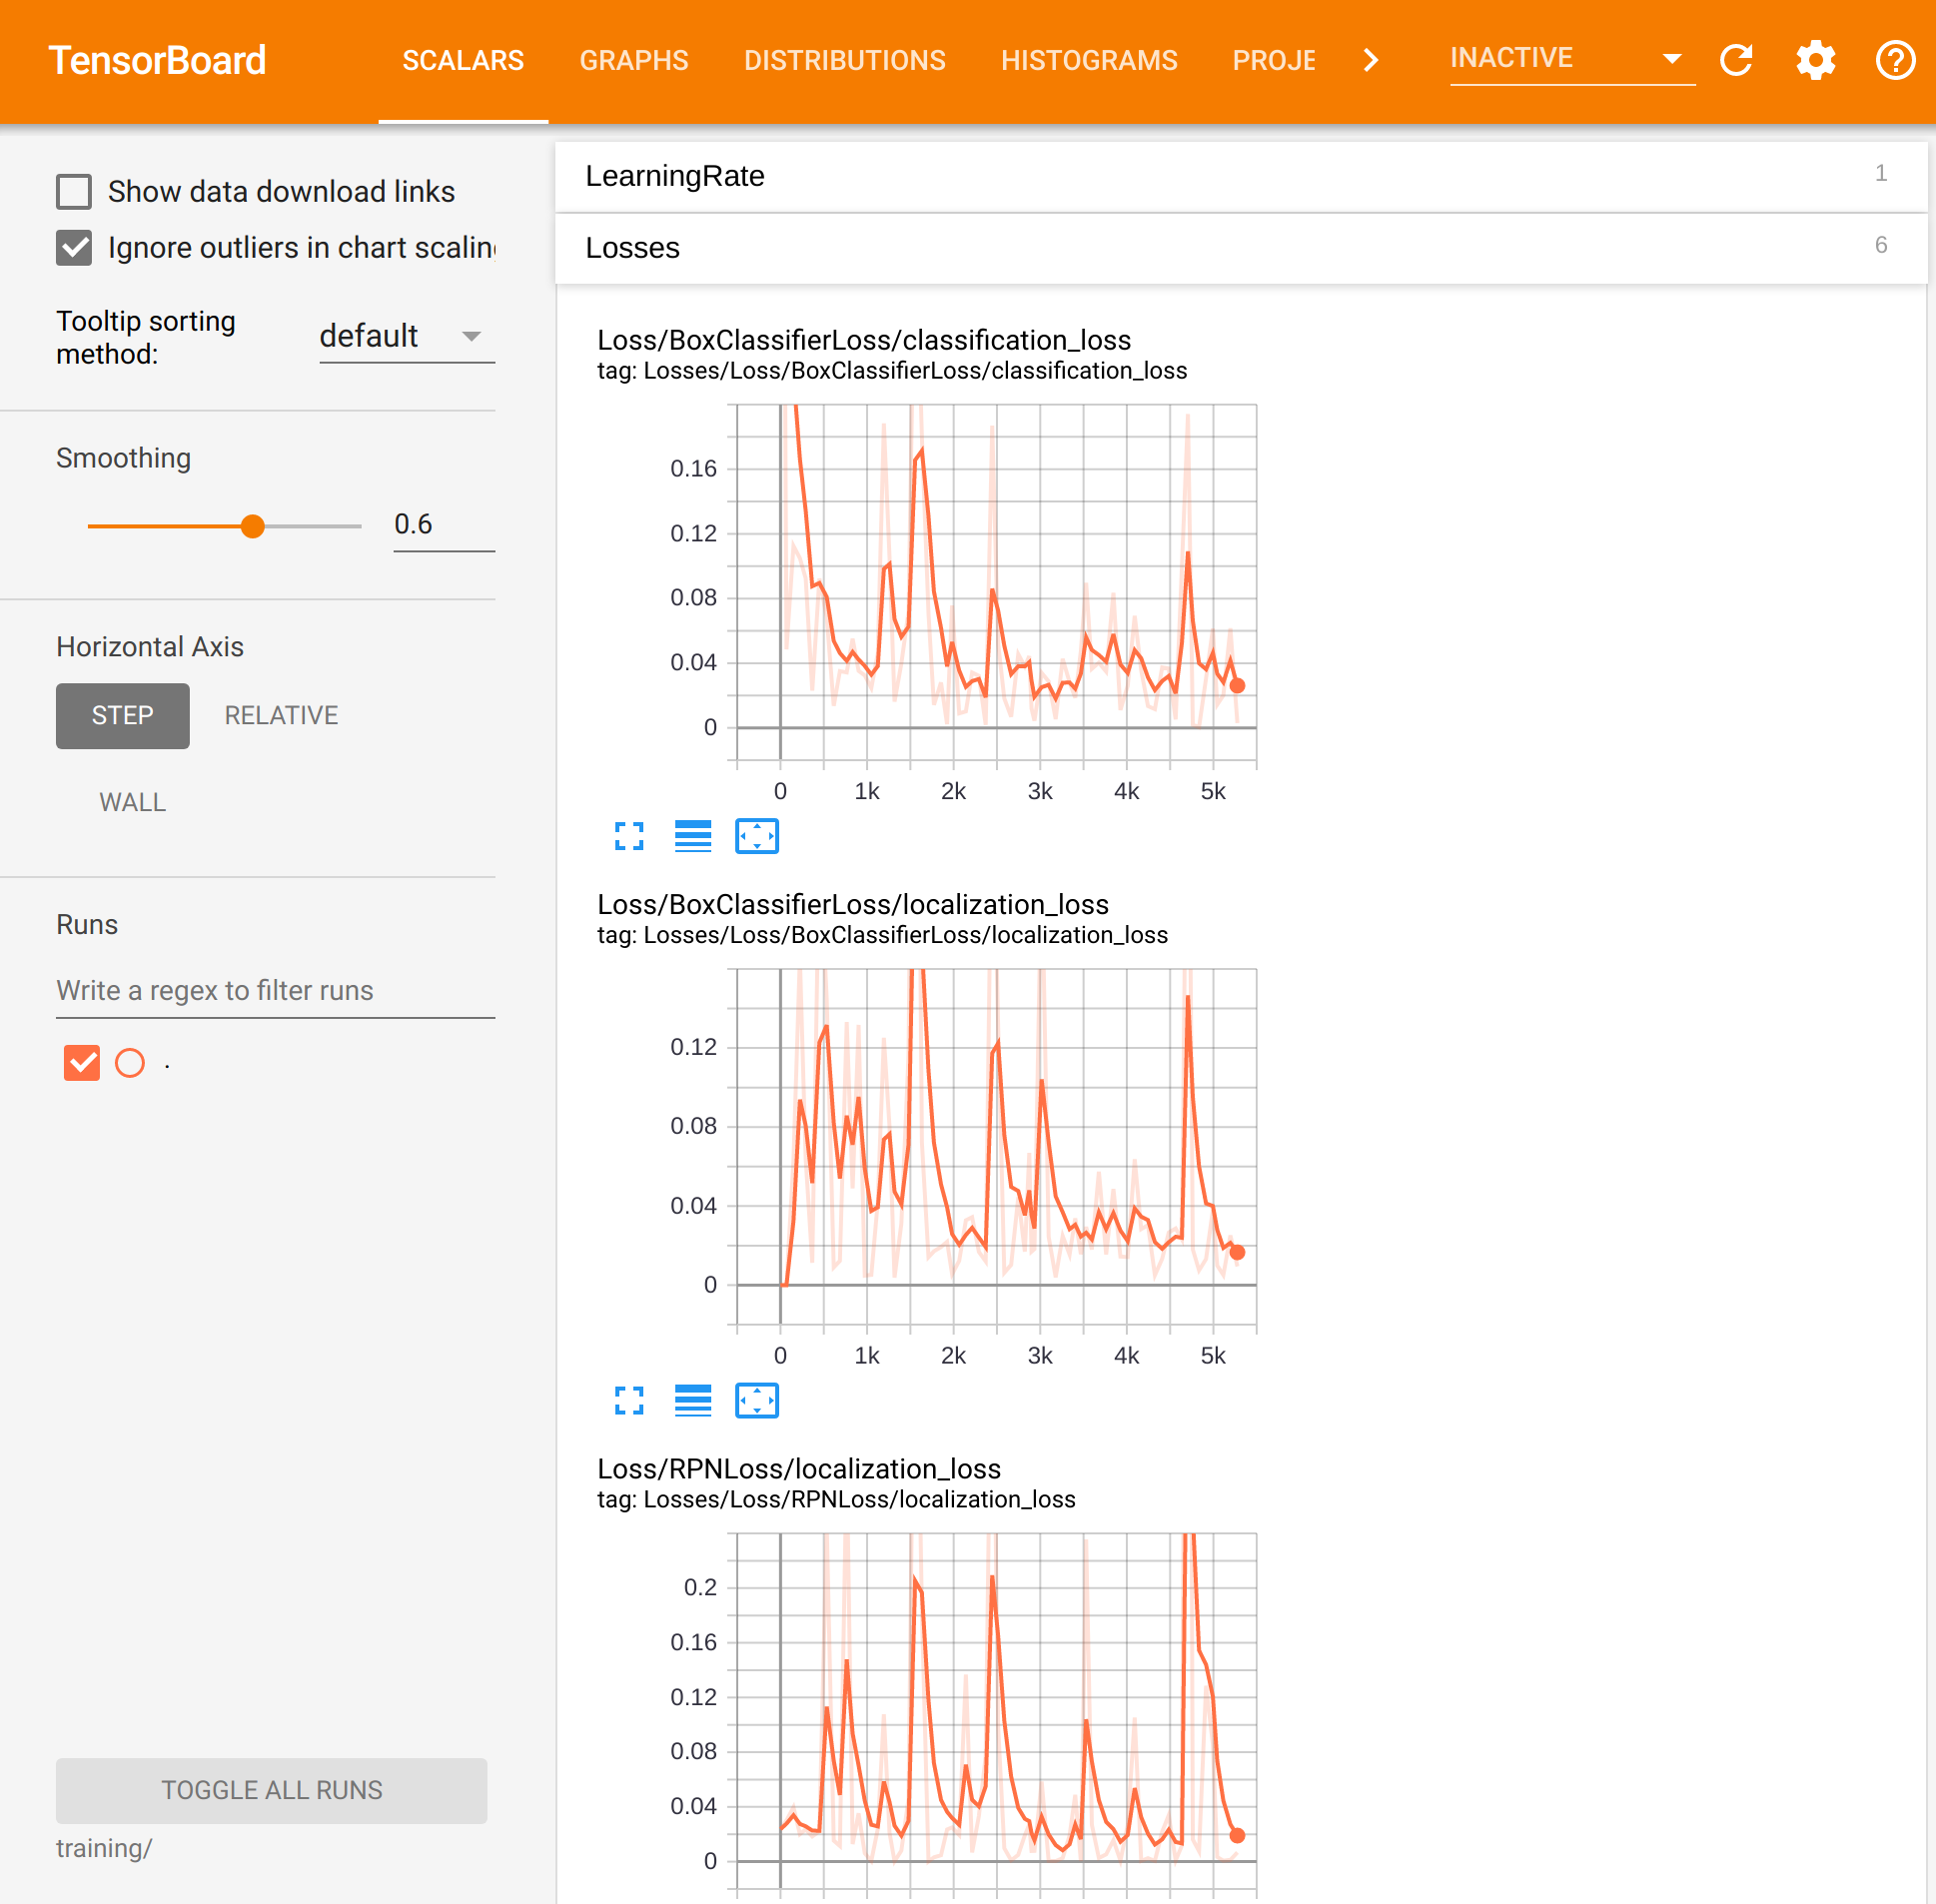 TensorBoard
SCALARS GRAPHS DISTRIBUTIONS HISTOGRAMS PROJE
INACTIVE
Show data download links
Ignore outliers in chart scaling
Tooltip sorting
method:
default
Smoothing
0.6
Horizontal Axis
STEP RELATIVE
WALL
Runs
Write a regex to filter runs
.
TOGGLE ALL RUNS
training/
LearningRate 1
Losses 6
Loss/BoxClassifierLoss/classification_loss
tag: Losses/Loss/BoxClassifierLoss/classification_loss
0.16
0.12
0.08
0.04
0
0 1k 2k 3k 4k 5k
Loss/BoxClassifierLoss/localization_loss
tag: Losses/Loss/BoxClassifierLoss/localization_loss
0.12
0.08
0.04
0
0 1k 2k 3k 4k 5k
Loss/RPNLoss/localization_loss
tag: Losses/Loss/RPNLoss/localization_loss
0.2
0.16
0.12
0.08
0.04
0